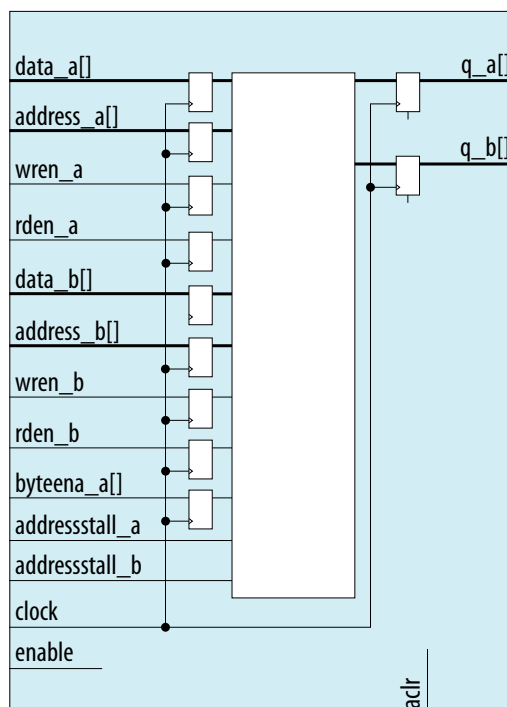 data_a[]
address_a[]
wren_a
rden_a
data_b[]
address_b[]
wren_b
rden_b
byteena_a[]
addressstall_a
addressstall_b
clock
enable
q_a[]
q_b[]
aclr